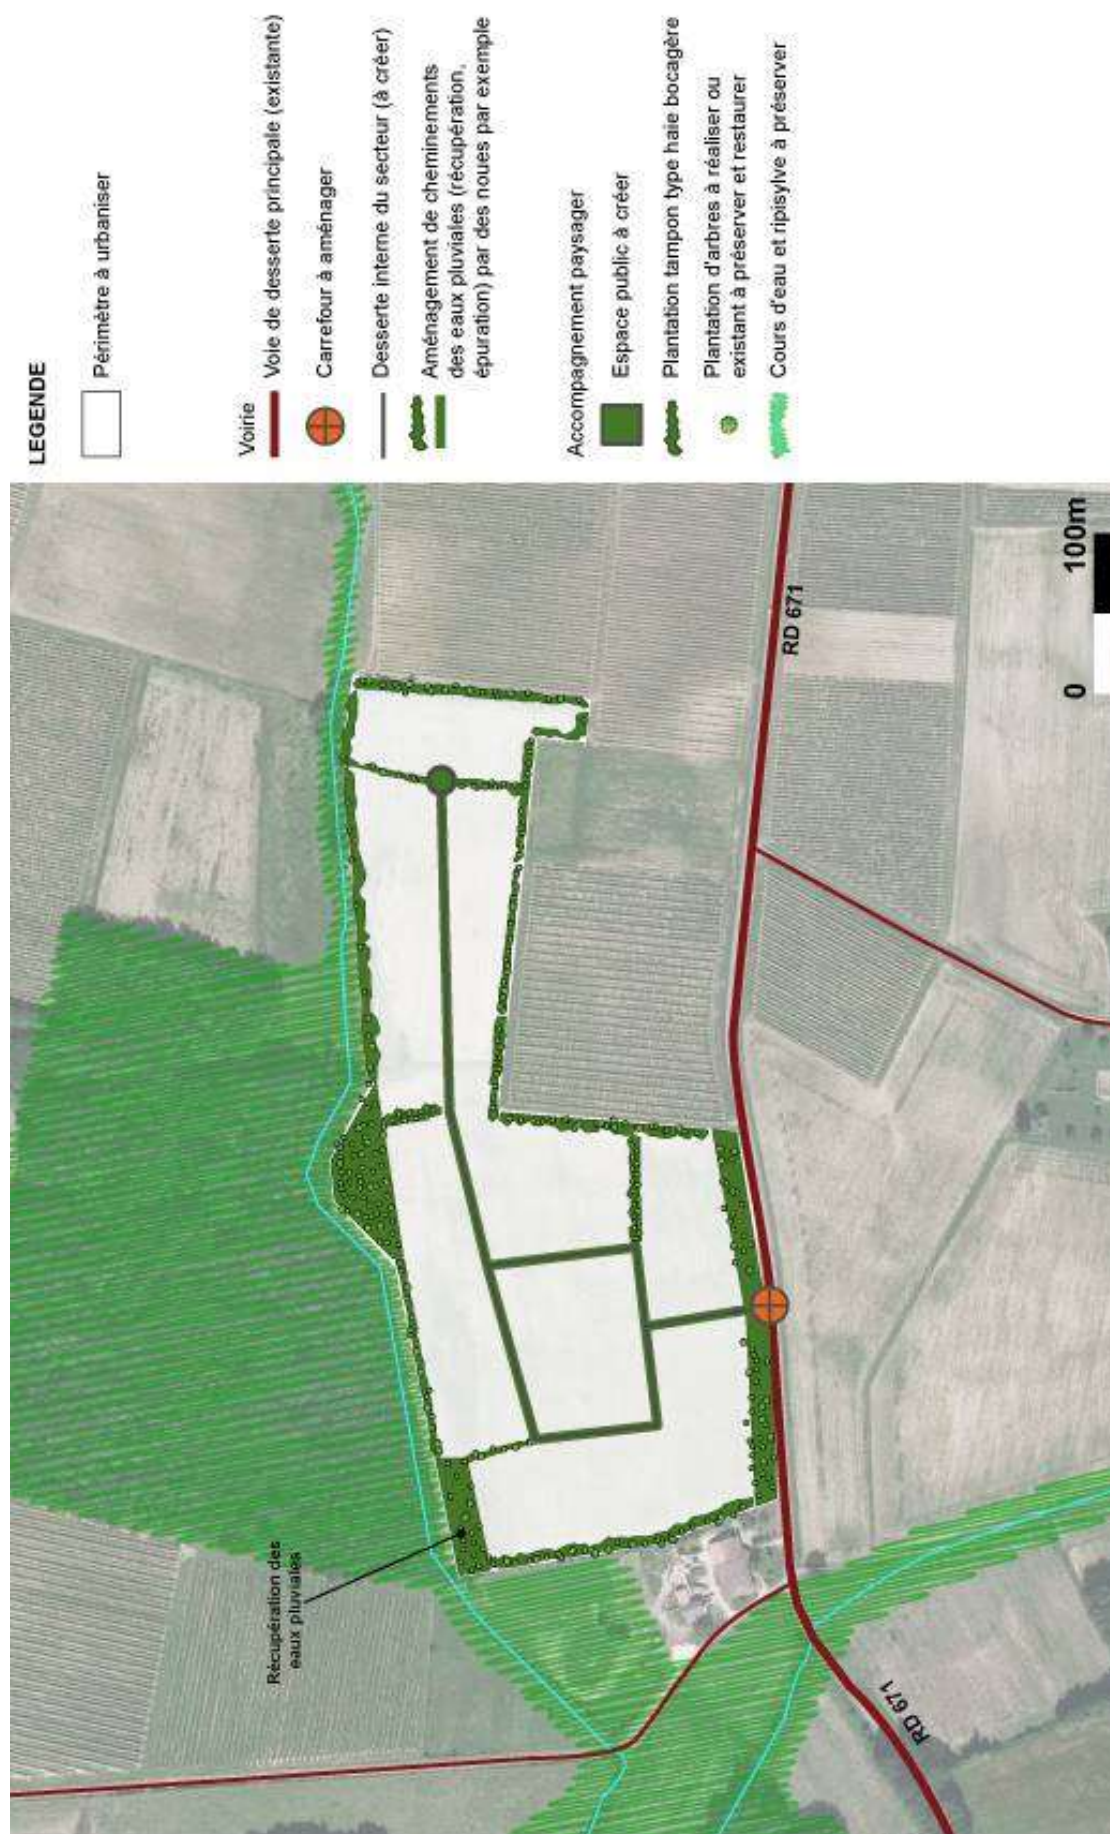 LEGENDE
Périmètre à urbaniser
Voirie
Voie de desserte principale (existante)
Carrefour à aménager
Desserte interne du secteur (à créer)
Aménagement de cheminements
des eaux pluviales (récupération,
épuration) par des noues par exemple
Accompagnement paysager
Espace public à créer
Plantation tampon type haie bocagère
Plantation d'arbres à réaliser ou
existant à préserver et restaurer
Cours d'eau et ripisylve à préserver
Récupération des
eaux pluviales
RD 671
RD 671
0 100m